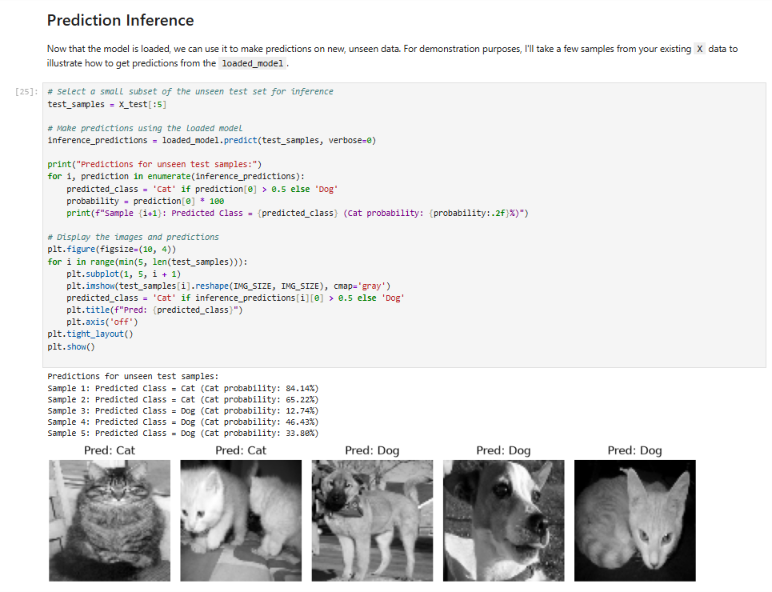 Prediction Inference
Now that the model is loaded, we can use it to make predictions on new, unseen data. For demonstration purposes, I'll take a few samples from your existing X data to
illustrate how to get predictions from the loaded_model.
[25]: # Select a small subset of the unseen test set for inference
test_samples = X_test[:5]
# Make predictions using the loaded model
inference_predictions = loaded_model.predict(test_samples, verbose=0)
print("Predictions for unseen test samples:")
for i, prediction in enumerate(inference_predictions):
predicted_class = 'Cat' if prediction[0] > 0.5 else 'Dog'
probability = prediction[0] * 100
print(f"Sample {i+1}: Predicted Class = {predicted_class} (Cat probability: {probability:.2f}%)")
# Display the images and predictions
plt.figure(figsize=(10, 4))
for i in range(min(5, len(test_samples))):
plt.subplot(1, 5, i + 1)
plt.imshow(test_samples[i].reshape(IMG_SIZE, IMG_SIZE), cmap='gray')
predicted_class = 'Cat' if inference_predictions[i][0] > 0.5 else 'Dog'
plt.title(f"Pred: {predicted_class}")
plt.axis('off')
plt.tight_layout()
plt.show()
Predictions for unseen test samples:
Sample 1: Predicted Class = Cat (Cat probability: 84.14%)
Sample 2: Predicted Class = Cat (Cat probability: 65.22%)
Sample 3: Predicted Class = Dog (Cat probability: 12.74%)
Sample 4: Predicted Class = Dog (Cat probability: 46.43%)
Sample 5: Predicted Class = Dog (Cat probability: 33.80%)
Pred: Cat Pred: Cat Pred: Dog Pred: Dog Pred: Dog